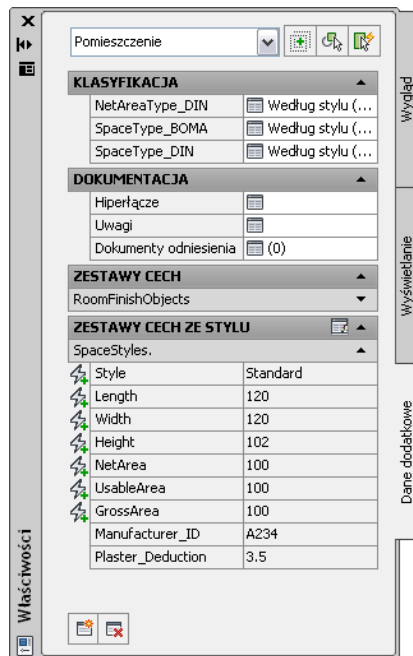 Pomieszczenie
KLASYFIKACJA
NetAreaType_DIN Według stylu (...
SpaceType_BOMA Według stylu (...
SpaceType_DIN Według stylu (...
DOKUMENTACJA
Hiperłącze
Uwagi
Dokumenty odniesienia (0)
ZESTAWY CECH
RoomFinishObjects
ZESTAWY CECH ZE STYLU
SpaceStyles.
Style Standard
Length 120
Width 120
Height 102
NetArea 100
UsableArea 100
GrossArea 100
Manufacturer_ID A234
Plaster_Deduction 3.5
Wygląd
Wyświetlanie
Dane dodatkowe
Właściwości